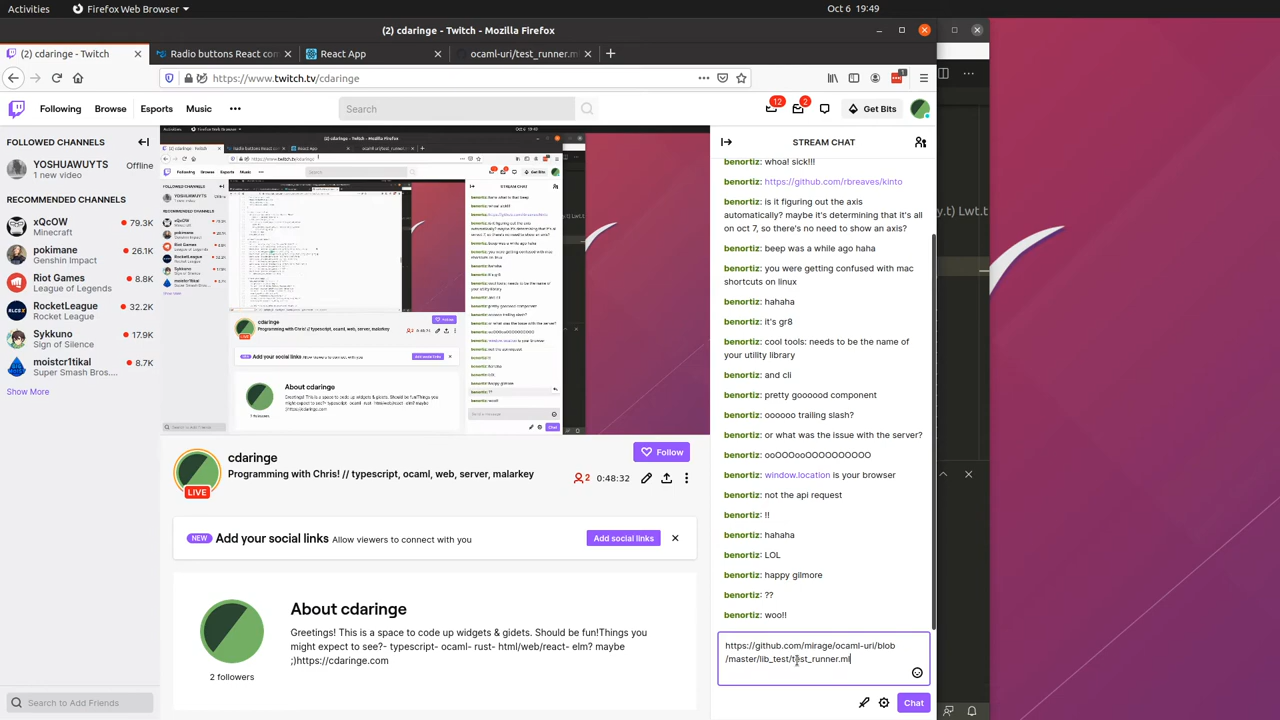 Activities
Firefox Web Browser
Oct 6 19:49
(2) cdaringe - Twitch - Mozilla Firefox
(2) cdaringe - Twitch
Radio buttons React com
React App
ocaml-uri/test_runner.ml
https://www.twitch.tv/cdaringe
1
Following
Browse
Esports
Music
Search
12
2
Get Bits
FOLLOWED CHANNELS
YOSHUAWUYTS
Offline
1 new video
RECOMMENDED CHANNELS
xQcOW
79.3K
Minecraft
pokimane
26.1K
Genshin Impact
Riot Games
8.8K
League of Legends
RocketLeague
32.2K
Rocket League
Sykkuno
17.9K
Sign of Silence
moistcr1tikal
8.7K
Super Smash Bros....
Show More
Search to Add Friends
cdaringe
Programming with Chris! // typescript, ocaml, web, server, malarkey
LIVE
Follow
2
0:48:32
NEW
Add your social links
Allow viewers to connect with you
Add social links
2 followers
About cdaringe
Greetings! This is a space to code up widgets & gidets. Should be fun!Things you
might expect to see?- typescript- ocaml- rust- html/web/react- elm? maybe
;)https://cdaringe.com
STREAM CHAT
benortiz: whoa! sick!!!
benortiz: https://github.com/rbreaves/kinto
benortiz: is it figuring out the axis
automatically? maybe it's determining that it's all
on oct 7, so there's no need to show an axis?
benortiz: beep was a while ago haha
benortiz: you were getting confused with mac
shortcuts on linux
benortiz: hahaha
benortiz: it's gr8
benortiz: cool tools: needs to be the name of
your utility library
benortiz: and cli
benortiz: pretty goooood component
benortiz: oooooo trailing slash?
benortiz: or what was the issue with the server?
benortiz: ooOOOooOOOOOOOOOO
benortiz: window.location is your browser
benortiz: not the api request
benortiz: !!
benortiz: hahaha
benortiz: LOL
benortiz: happy gilmore
benortiz: ??
benortiz: woo!!
https://github.com/mirage/ocaml-uri/blob
/master/lib_test/test_runner.ml
Chat
y.t) Lwt.t